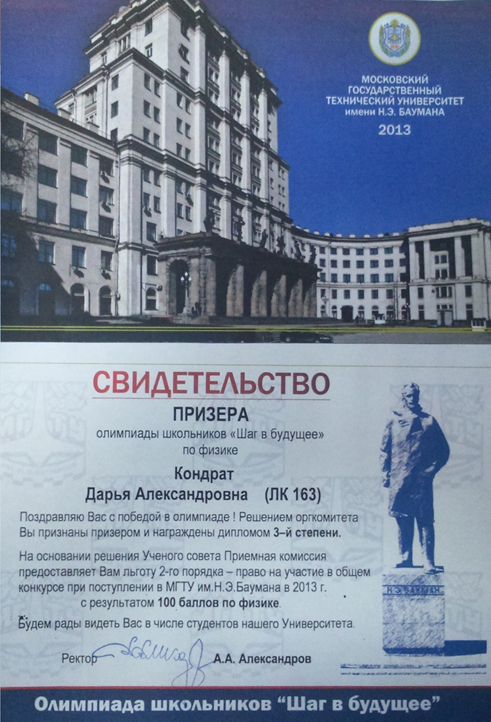 МОСКОВСКИЙ
ГОСУДАРСТВЕННЫЙ
ТЕХНИЧЕСКИЙ УНИВЕРСИТЕТ
имени Н.Э. БАУМАНА
2013
СВИДЕТЕЛЬСТВО
ПРИЗЕРА
олимпиады школьников «Шаг в будущее»
по физике
Кондрат
Дарья Александровна (ЛК 163)
Поздравляю Вас с победой в олимпиаде ! Решением оргкомитета
Вы признаны призером и награждены дипломом 3–й степени.
На основании решения Ученого совета Приемная комиссия
предоставляет Вам льготу 2-го порядка – право на участие в общем
конкурсе при поступлении в МГТУ им.Н.Э.Баумана в 2013 г.
с результатом 100 баллов по физике.
Будем рады видеть Вас в числе студентов нашего Университета.
Н.Э.БАУМАН
Ректор А.А. Александров
Олимпиада школьников "Шаг в будущее"